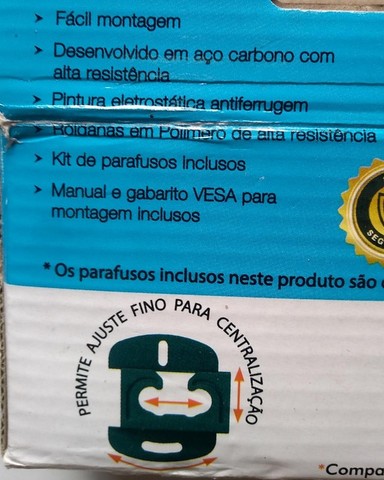 ➤ Fácil montagem
➤ Desenvolvido em aço carbono com
alta resistência
➤ Pintura eletrostática antiferrugem
➤ Roldanas em Polímero de alta resistência
➤ Kit de parafusos inclusos
➤ Manual e gabarito VESA para
montagem inclusos
SEG
* Os parafusos inclusos neste produto são
PERMITE AJUSTE FINO PARA CENTRALIZAÇÃO
*Compa